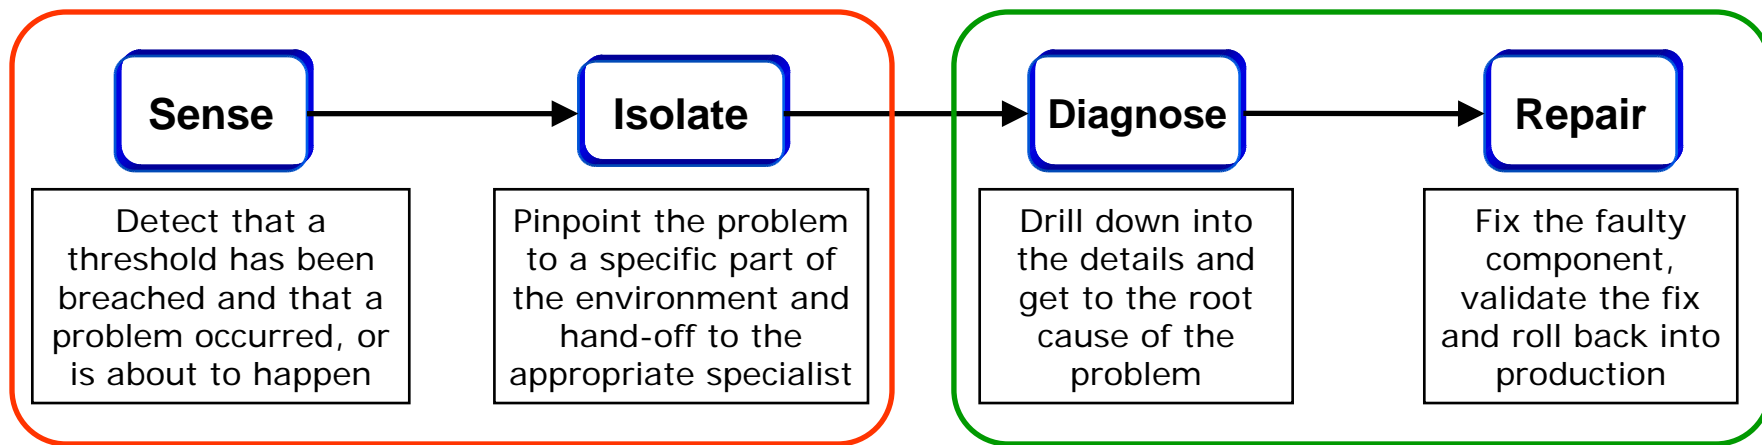 Sense
Isolate
Diagnose
Repair
Detect that a
threshold has been
breached and that a
problem occurred, or
is about to happen
Pinpoint the problem
to a specific part of
the environment and
hand-off to the
appropriate specialist
Drill down into
the details and
get to the root
cause of the
problem
Fix the faulty
component,
validate the fix
and roll back into
production